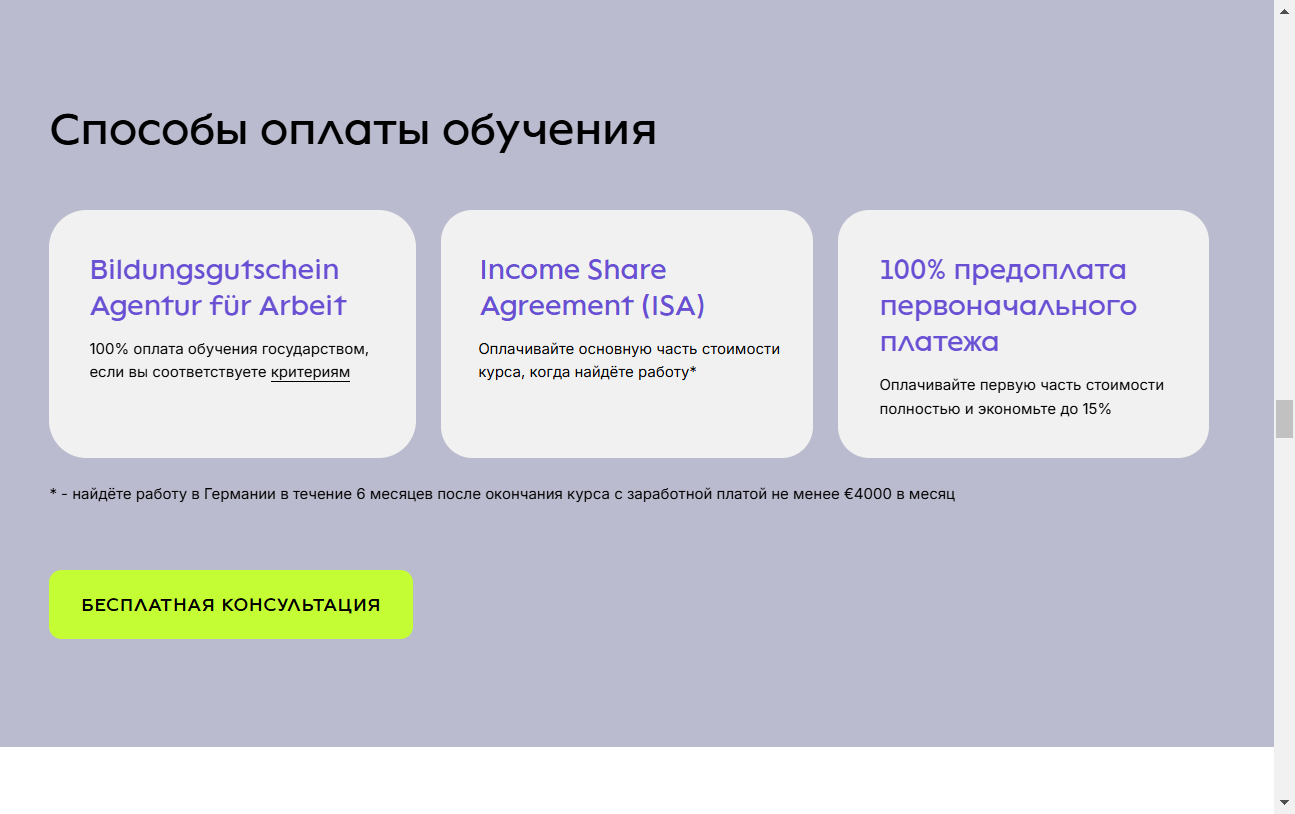 Способы оплаты обучения
Bildungsgutschein
Agentur für Arbeit
100% оплата обучения государством,
если вы соответствуете критериям
Income Share
Agreement (ISA)
Оплачивайте основную часть стоимости
курса, когда найдёте работу*
100% предоплата
первоначального
платежа
Оплачивайте первую часть стоимости
полностью и экономьте до 15%
* - найдёте работу в Германии в течение 6 месяцев после окончания курса с заработной платой не менее €4000 в месяц
БЕСПЛАТНАЯ КОНСУЛЬТАЦИЯ